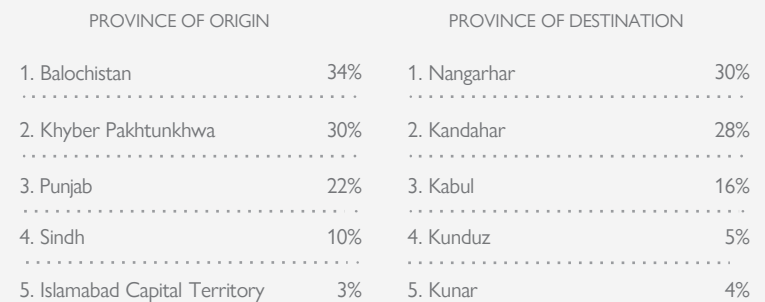 PROVINCE OF ORIGIN
1. Balochistan 34%
2. Khyber Pakhtunkhwa 30%
3. Punjab 22%
4. Sindh 10%
5. Islamabad Capital Territory 3%
PROVINCE OF DESTINATION
1. Nangarhar 30%
2. Kandahar 28%
3. Kabul 16%
4. Kunduz 5%
5. Kunar 4%